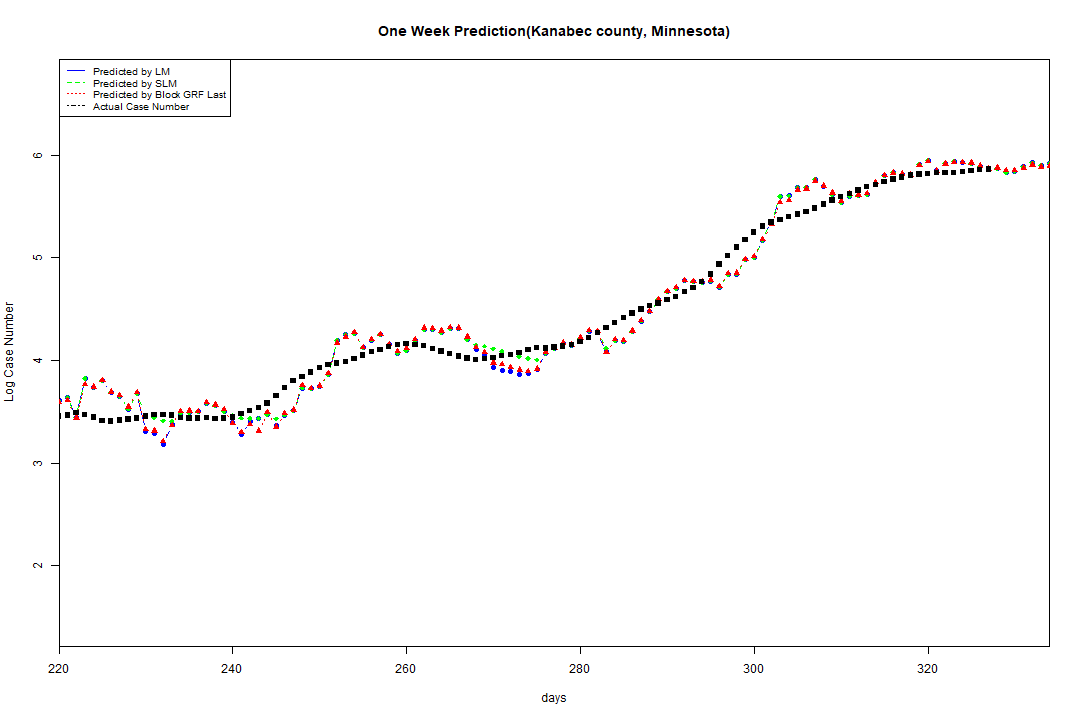 One Week Prediction(Kanabec county, Minnesota)
Predicted by LM
Predicted by SLM
Predicted by Block GRF Last
Actual Case Number
Log Case Number
6
5
4
3
2
220 240 260 280 300 320
days